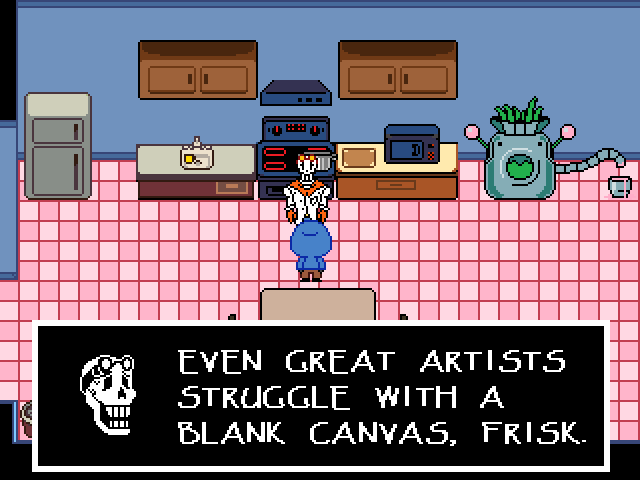 EVEN GREAT ARTISTS
STRUGGLE WITH A
BLANK CANVAS, FRISK.